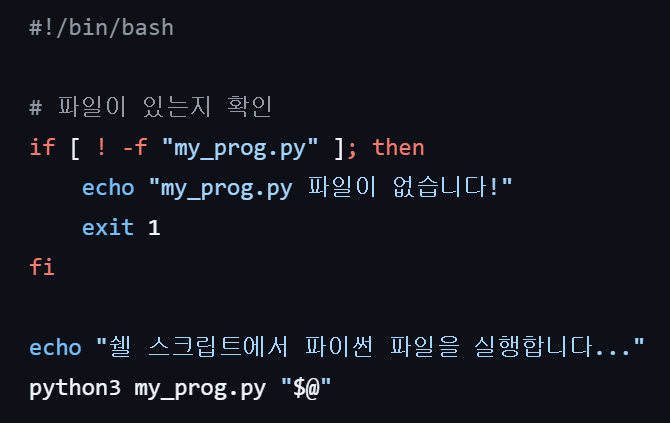 #!/bin/bash
# 파일이 있는지 확인
if [ ! -f "my_prog.py" ]; then
echo "my_prog.py 파일이 없습니다!"
exit 1
fi
echo "쉘 스크립트에서 파이썬 파일을 실행합니다..."
python3 my_prog.py "$@"